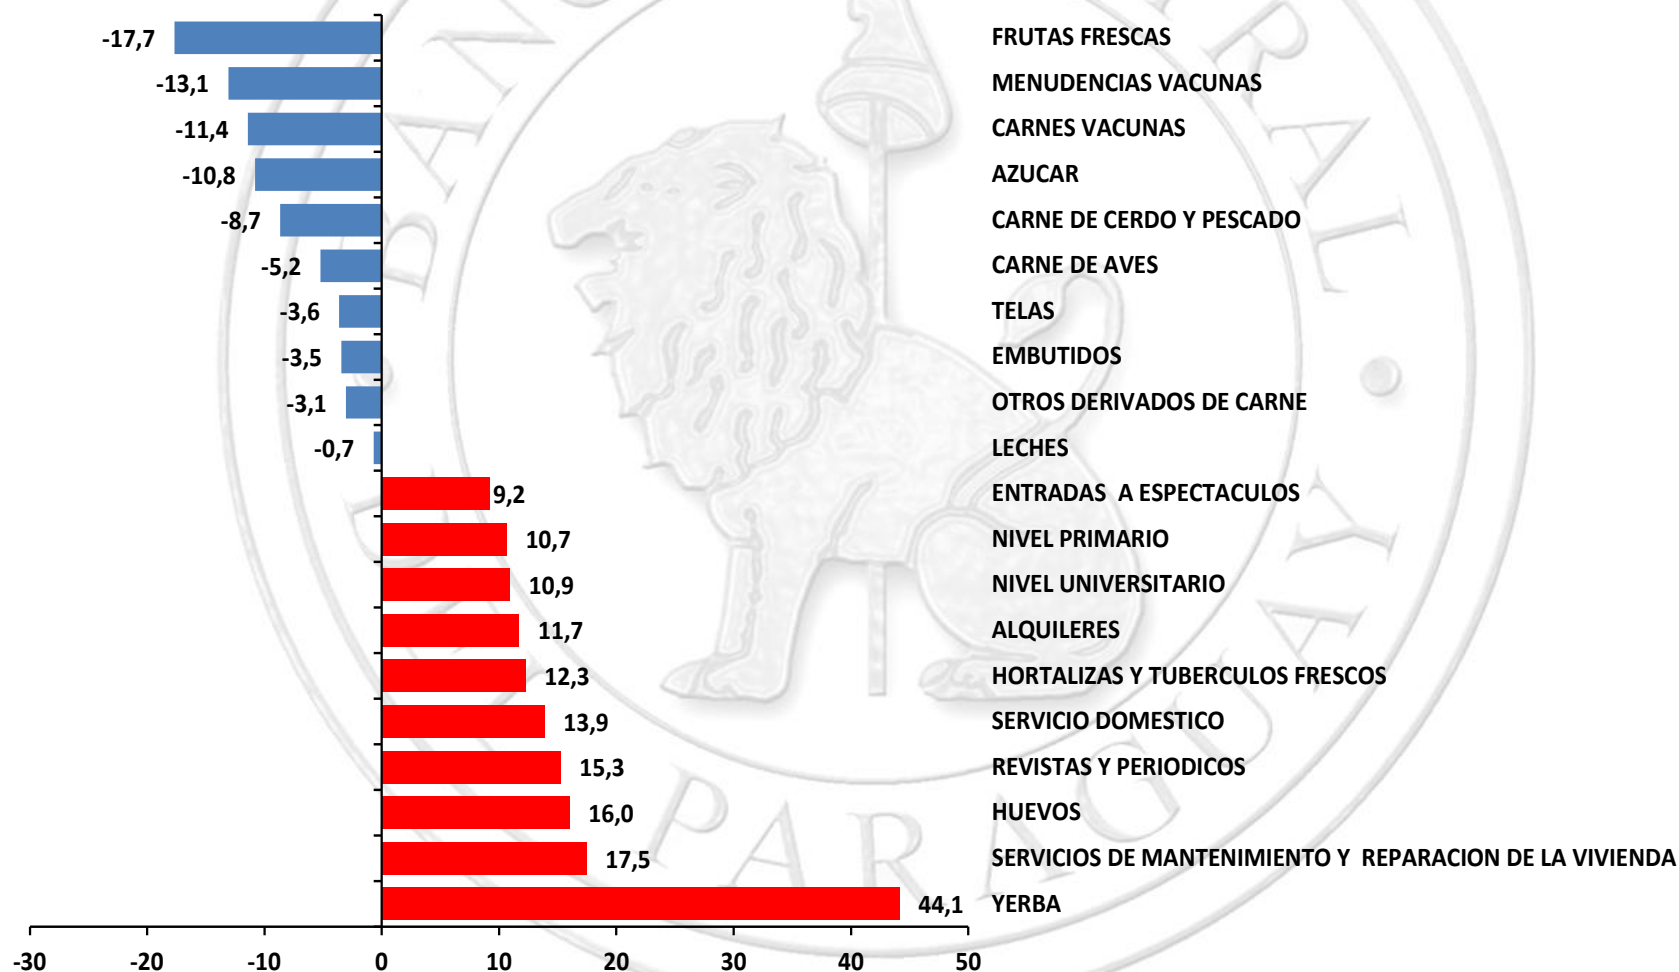 -17,7 FRUTAS FRESCAS
-13,1 MENUDENCIAS VACUNAS
-11,4 CARNES VACUNAS
-10,8 AZUCAR
-8,7 CARNE DE CERDO Y PESCADO
-5,2 CARNE DE AVES
-3,6 TELAS
-3,5 EMBUTIDOS
-3,1 OTROS DERIVADOS DE CARNE
-0,7 LECHES
9,2 ENTRADAS A ESPECTACULOS
10,7 NIVEL PRIMARIO
10,9 NIVEL UNIVERSITARIO
11,7 ALQUILERES
12,3 HORTALIZAS Y TUBERCULOS FRESCOS
13,9 SERVICIO DOMESTICO
15,3 REVISTAS Y PERIODICOS
16,0 HUEVOS
17,5 SERVICIOS DE MANTENIMIENTO Y REPARACION DE LA VIVIENDA
44,1 YERBA
-30 -20 -10 0 10 20 30 40 50
PARAGUAY